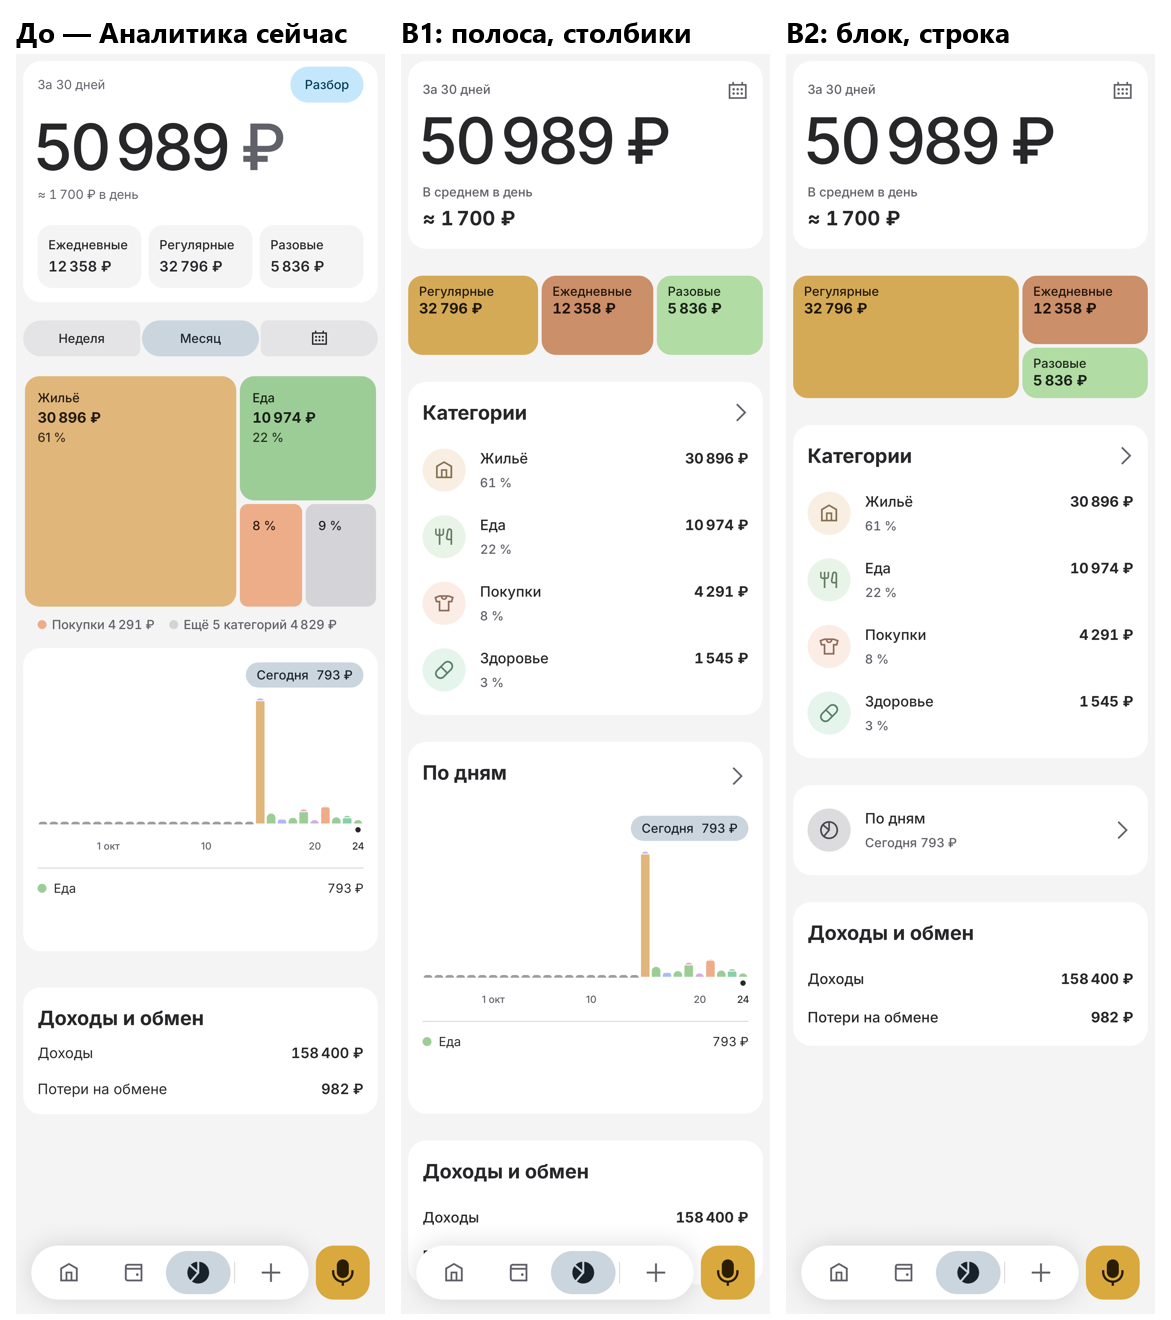 До — Аналитика сейчас
За 30 дней
Разбор
50 989 ₽
≈ 1 700 ₽ в день
Ежедневные
12 358 ₽
Регулярные
32 796 ₽
Разовые
5 836 ₽
Неделя
Месяц
Жильё
30 896 ₽
61 %
Еда
10 974 ₽
22 %
8 %
9 %
Покупки 4 291 ₽
Ещё 5 категорий 4 829 ₽
Сегодня 793 ₽
1 окт
10
20
24
Еда
793 ₽
Доходы и обмен
Доходы
158 400 ₽
Потери на обмене
982 ₽
В1: полоса, столбики
За 30 дней
50 989 ₽
В среднем в день
≈ 1 700 ₽
Регулярные
32 796 ₽
Ежедневные
12 358 ₽
Разовые
5 836 ₽
Категории
Жильё
30 896 ₽
61 %
Еда
10 974 ₽
22 %
Покупки
4 291 ₽
8 %
Здоровье
1 545 ₽
3 %
По дням
Сегодня 793 ₽
1 окт
10
20
24
Еда
793 ₽
Доходы и обмен
Доходы
158 400 ₽
В2: блок, строка
За 30 дней
50 989 ₽
В среднем в день
≈ 1 700 ₽
Регулярные
32 796 ₽
Ежедневные
12 358 ₽
Разовые
5 836 ₽
Категории
Жильё
30 896 ₽
61 %
Еда
10 974 ₽
22 %
Покупки
4 291 ₽
8 %
Здоровье
1 545 ₽
3 %
По дням
Сегодня 793 ₽
Доходы и обмен
Доходы
158 400 ₽
Потери на обмене
982 ₽